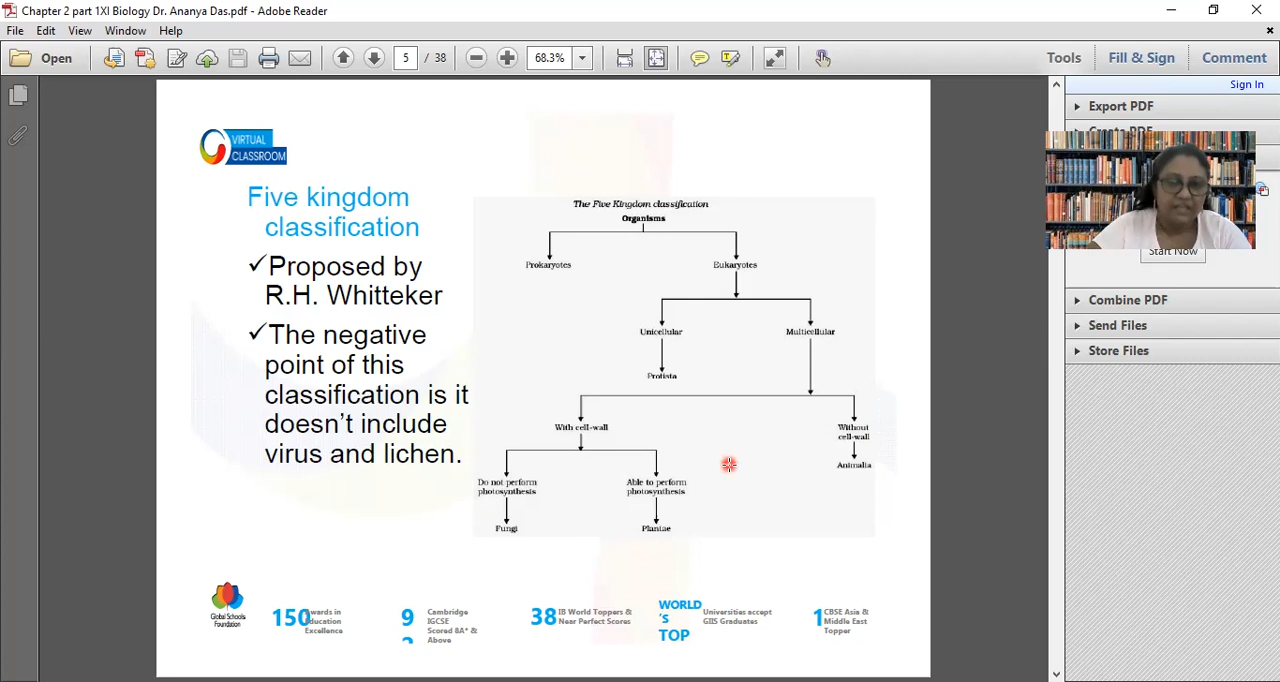 Chapter 2 part 1XI Biology Dr. Ananya Das.pdf - Adobe Reader
File Edit View Window Help
Open 5 / 38 68.3% Tools Fill & Sign Comment
Sign In
Export PDF
Create PDF
Start Now
Combine PDF
Send Files
Store Files
VIRTUAL
CLASSROOM
Five kingdom
classification
✓Proposed by
R.H. Whitteker
✓The negative
point of this
classification is it
doesn't include
virus and lichen.
The Five Kingdom classification
Organisms
Prokaryotes Eukaryotes
Unicellular Multicellular
Protista
With cell-wall Without
cell-wall
Animalia
Do not perform Able to perform
photosynthesis photosynthesis
Fungi Plantae
Global Schools
Foundation
150 Awards in
Education
Excellence
9 Cambridge
IGCSE
Scored 8A* &
Above
38 IB World Toppers &
Near Perfect Scores
WORLD
'S
TOP
Universities accept
GIIS Graduates
1 CBSE Asia &
Middle East
Topper